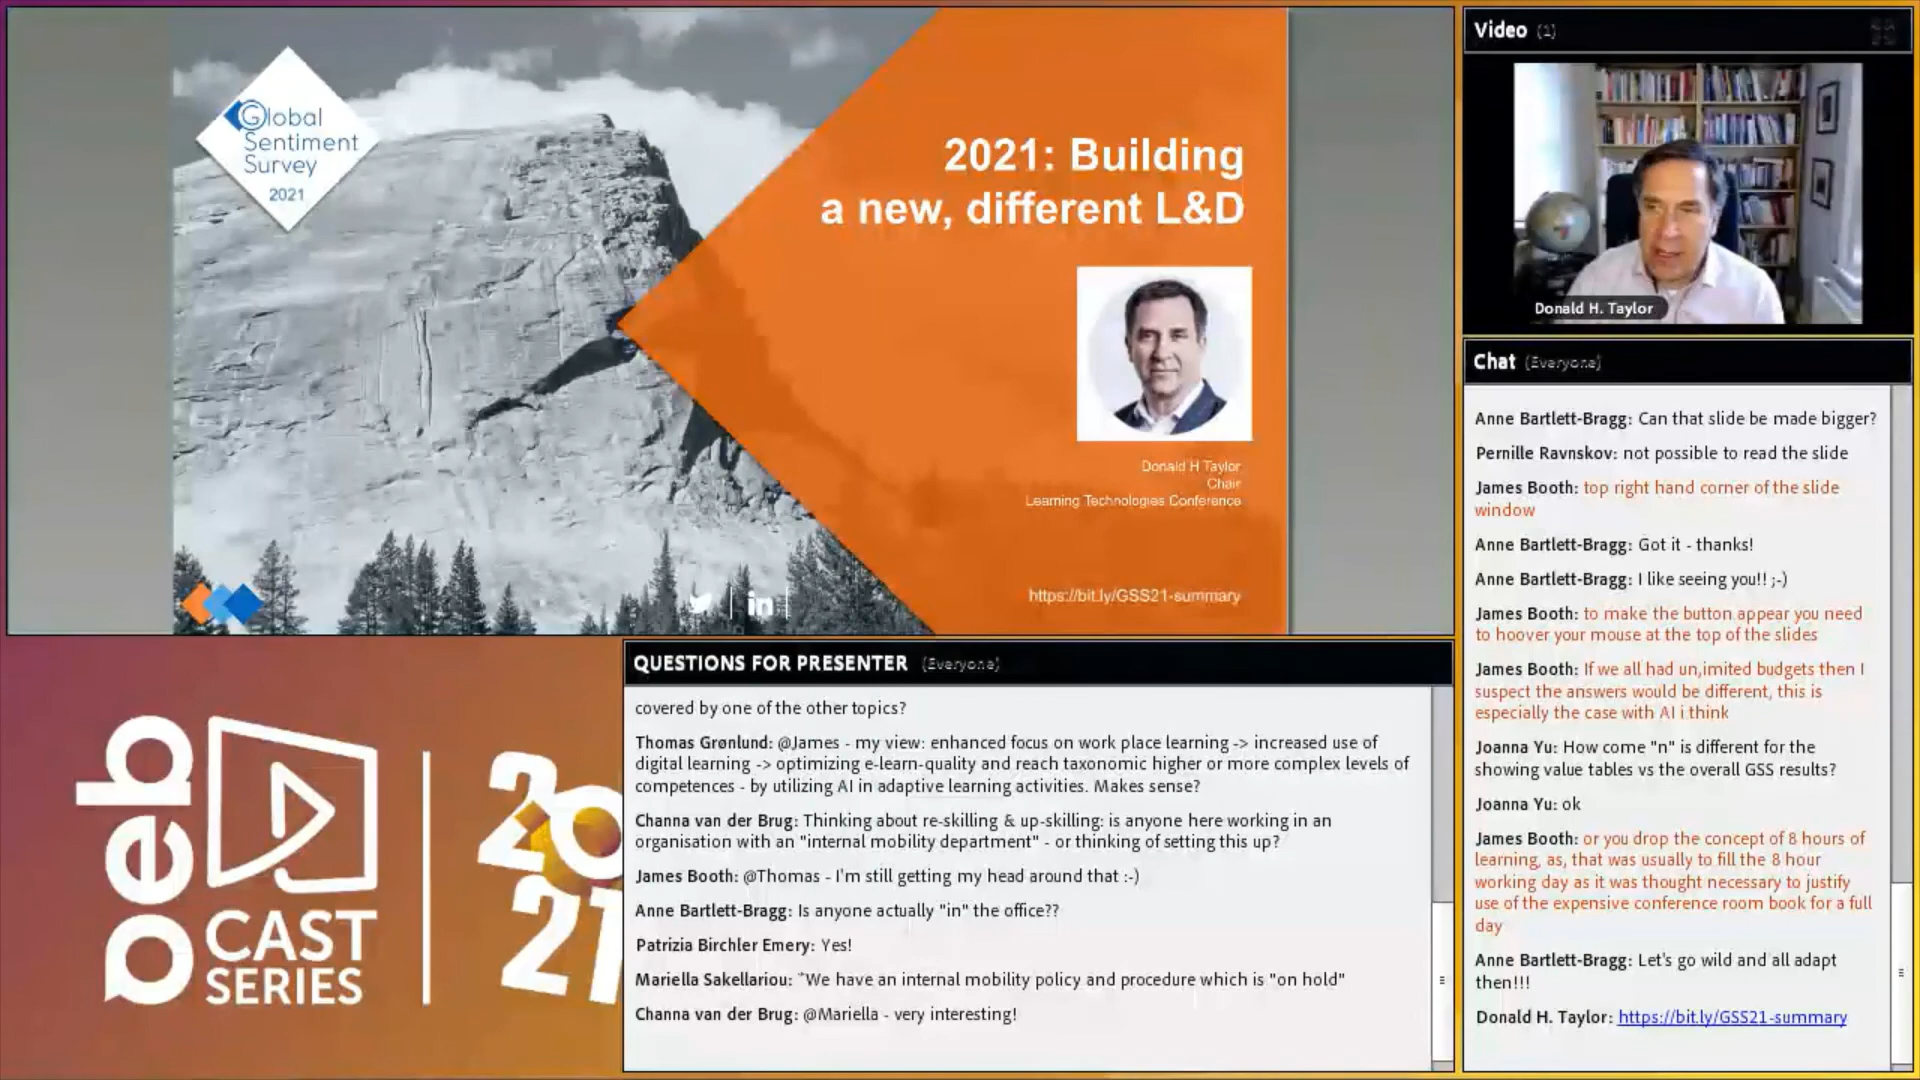 Global
Sentiment
Survey
2021
2021: Building
a new, different L&D
Donald H Taylor
Chair
Learning Technologies Conference
https://bit.ly/GSS21-summary
in
Video (1)
Donald H. Taylor
Chat (Everyone)
Anne Bartlett-Bragg: Can that slide be made bigger?
Pernille Ravnskov: not possible to read the slide
James Booth: top right hand corner of the slide
window
Anne Bartlett-Bragg: Got it - thanks!
Anne Bartlett-Bragg: I like seeing you!! ;-)
James Booth: to make the button appear you need
to hoover your mouse at the top of the slides
James Booth: If we all had un,imited budgets then I
suspect the answers would be different, this is
especially the case with AI i think
Joanna Yu: How come "n" is different for the
showing value tables vs the overall GSS results?
Joanna Yu: ok
James Booth: or you drop the concept of 8 hours of
learning, as, that was usually to fill the 8 hour
working day as it was thought necessary to justify
use of the expensive conference room book for a full
day
Anne Bartlett-Bragg: Let's go wild and all adapt
then!!!
Donald H. Taylor: https://bit.ly/GSS21-summary
QUESTIONS FOR PRESENTER (Everyone)
covered by one of the other topics?
Thomas Grønlund: @James - my view: enhanced focus on work place learning -> increased use of
digital learning -> optimizing e-learn-quality and reach taxonomic higher or more complex levels of
competences - by utilizing AI in adaptive learning activities. Makes sense?
Channa van der Brug: Thinking about re-skilling & up-skilling: is anyone here working in an
organisation with an "internal mobility department" - or thinking of setting this up?
James Booth: @Thomas - I'm still getting my head around that :-)
Anne Bartlett-Bragg: Is anyone actually "in" the office??
Patrizia Birchler Emery: Yes!
Mariella Sakellariou: ¨We have an internal mobility policy and procedure which is "on hold"
Channa van der Brug: @Mariella - very interesting!
oeb
CAST
SERIES
20
21